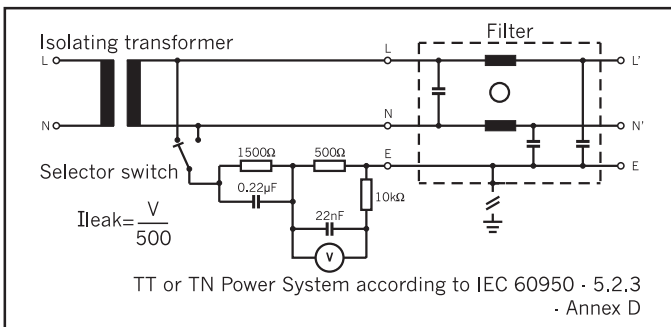 Isolating transformer
Filter
L
L
L'
N
N
N'
1500Ω
500Ω
E
E
Selector switch
0.22µF
10kΩ
Ileak= V
500
22nF
V
TT or TN Power System according to IEC 60950 - 5.2.3
- Annex D